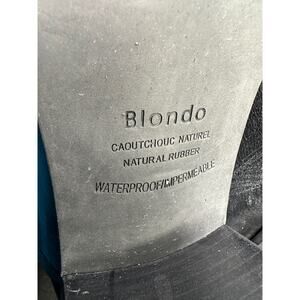 Blondo
CAOUTCHOUC NATUREL
NATURAL RUBBER
WATERPROOF/IMPERMEABLE